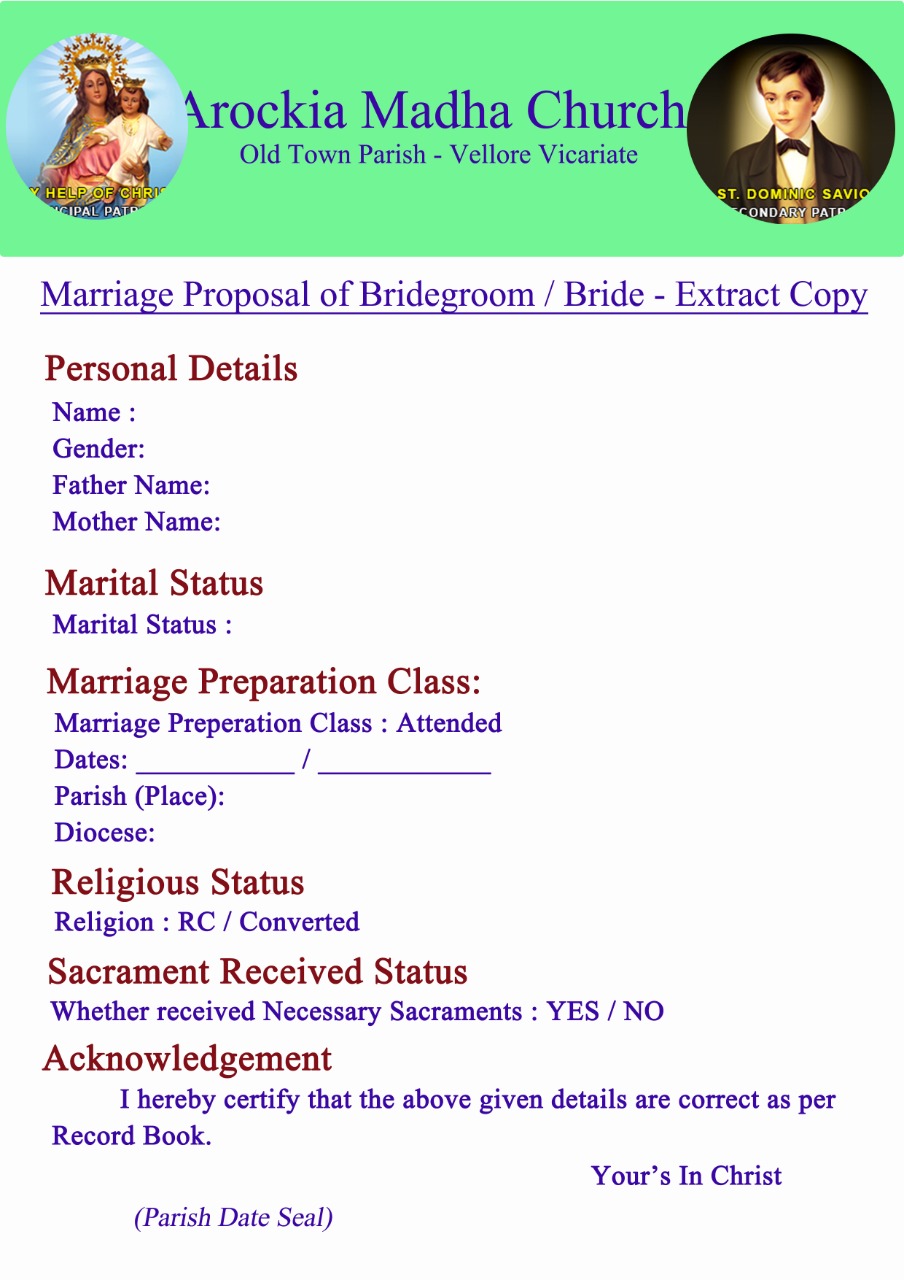 Arockia Madha Church
Old Town Parish - Vellore Vicariate
Y HELP OF CHRIS
CIPAL PATR
ST. DOMINIC SAVIO
CONDARY PATR
Marriage Proposal of Bridegroom / Bride - Extract Copy
Personal Details
Name :
Gender:
Father Name:
Mother Name:
Marital Status
Marital Status :
Marriage Preparation Class:
Marriage Preperation Class : Attended
Dates: ___________ / ____________
Parish (Place):
Diocese:
Religious Status
Religion : RC / Converted
Sacrament Received Status
Whether received Necessary Sacraments : YES / NO
Acknowledgement
I hereby certify that the above given details are correct as per
Record Book.
Your’s In Christ
(Parish Date Seal)